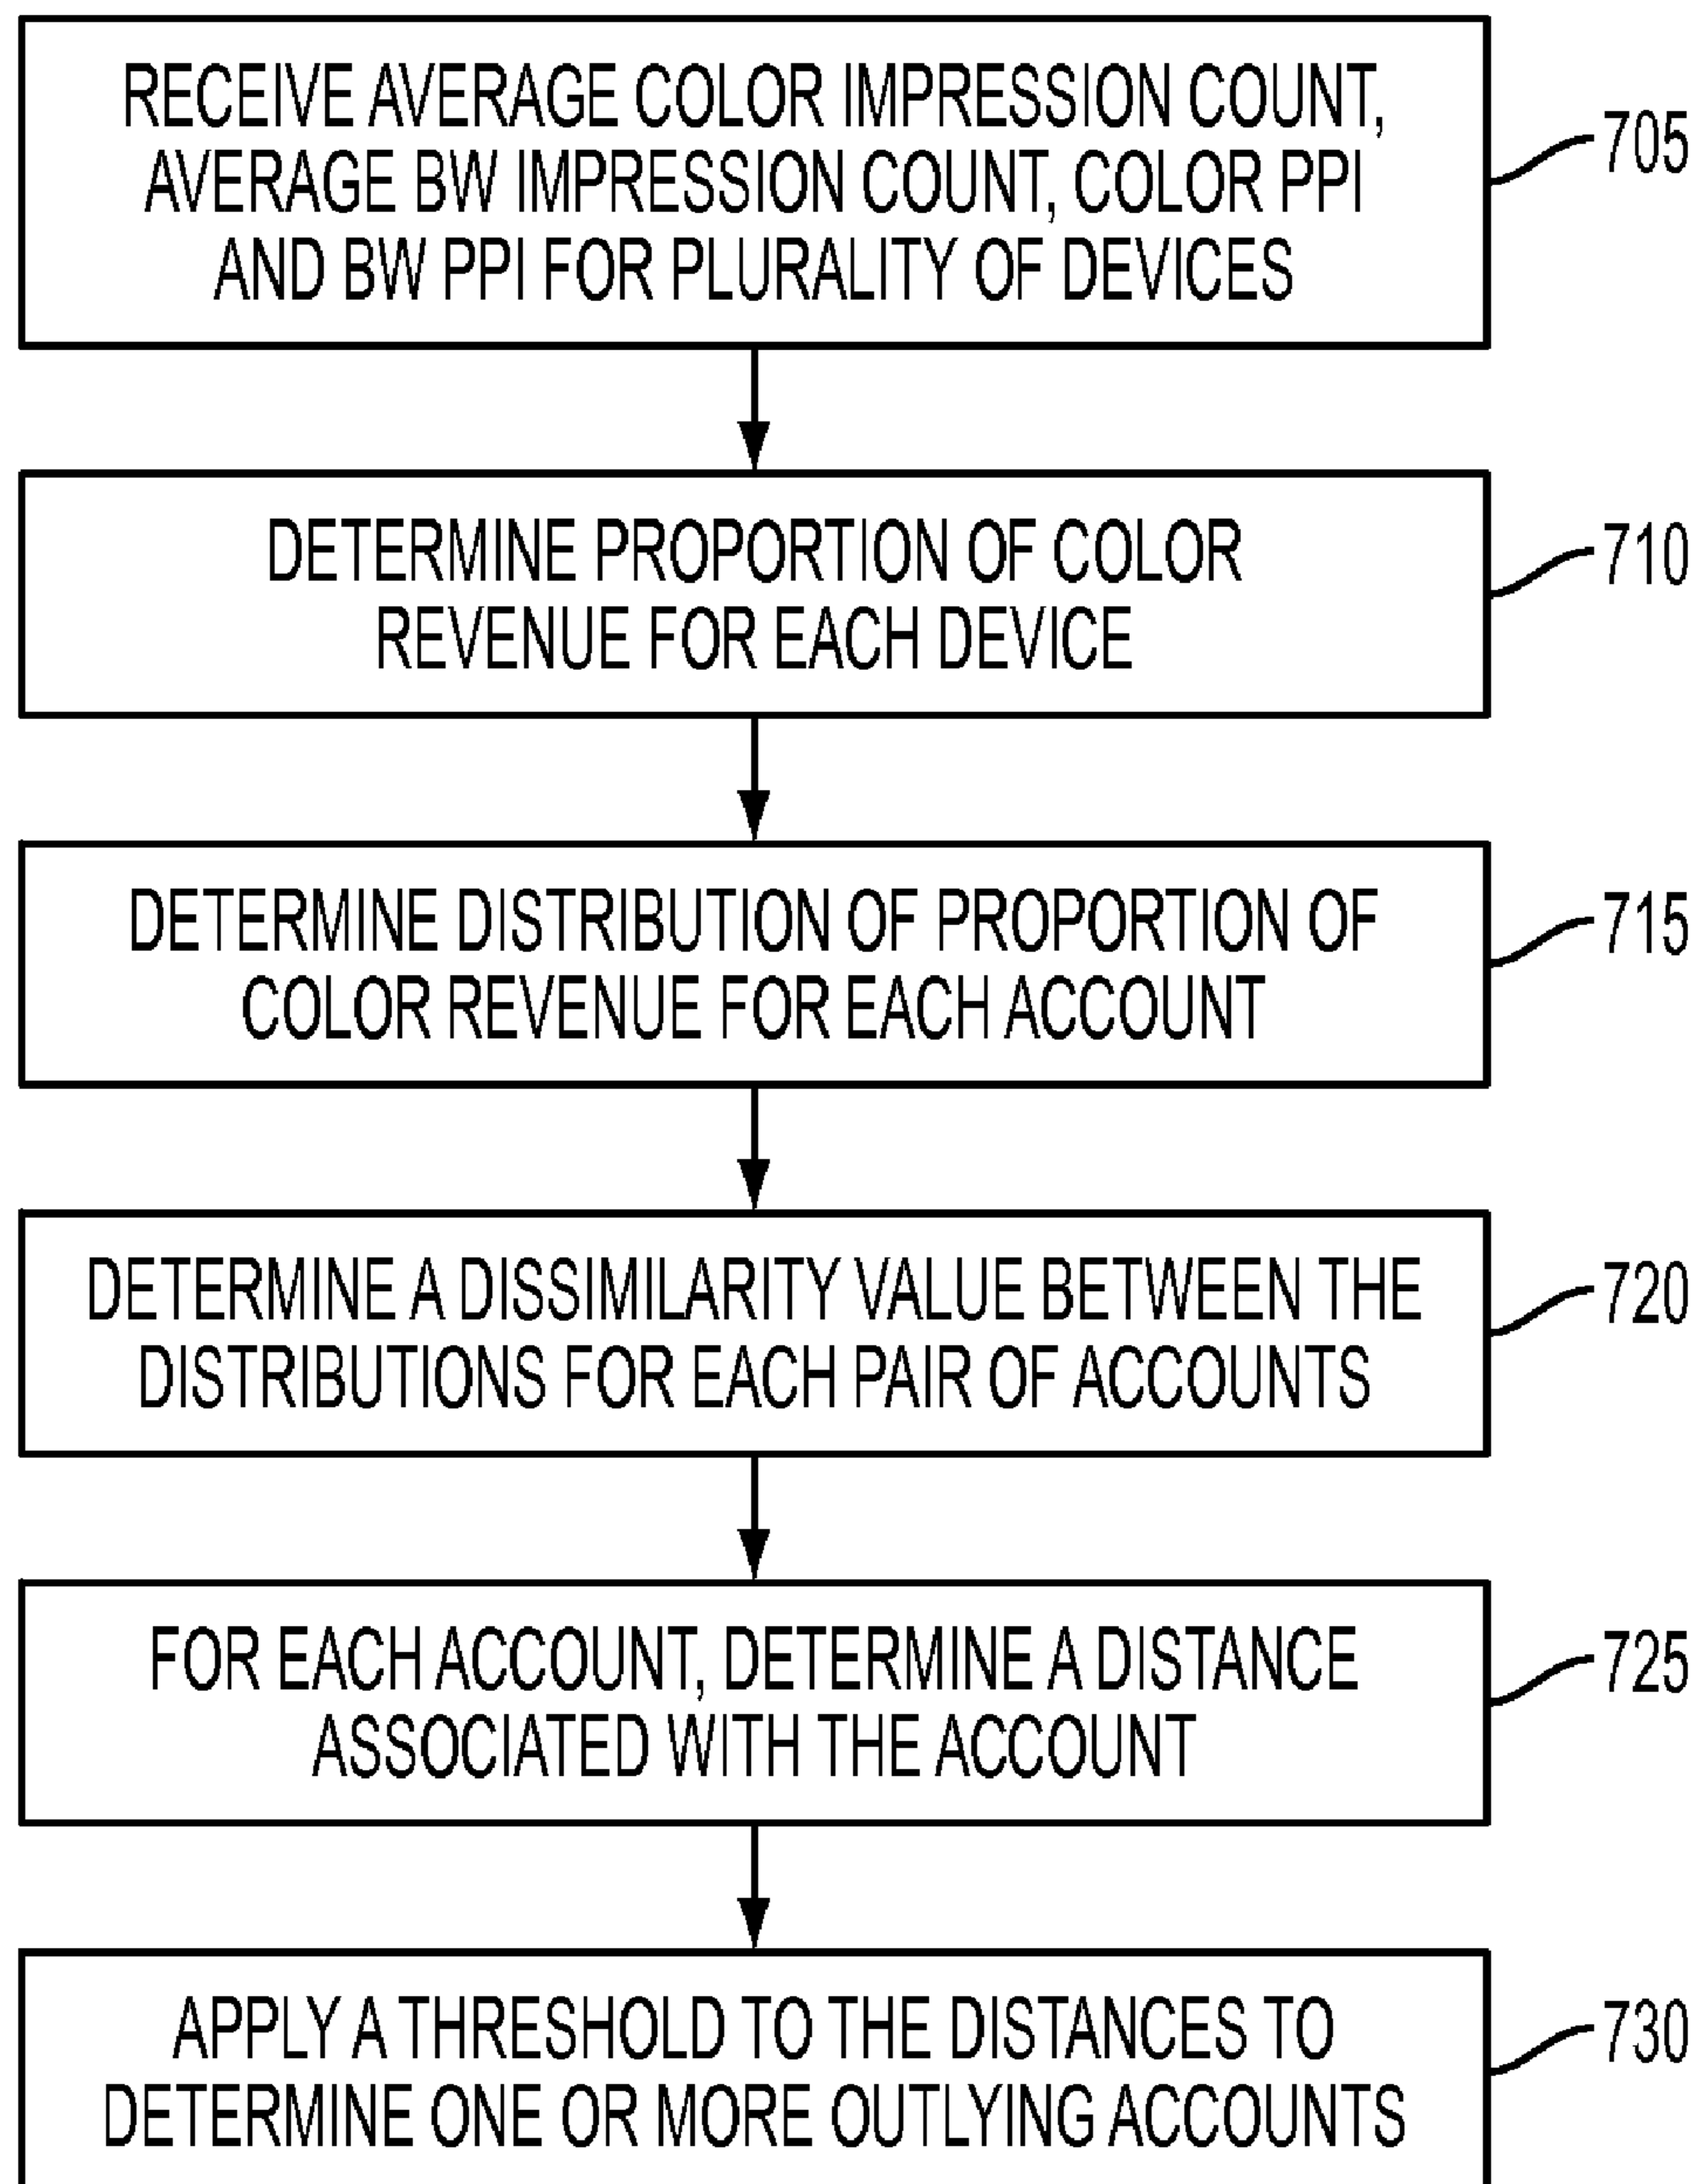 RECEIVE AVERAGE COLOR IMPRESSION COUNT,
AVERAGE BW IMPRESSION COUNT, COLOR PPI
AND BW PPI FOR PLURALITY OF DEVICES
705
DETERMINE PROPORTION OF COLOR
REVENUE FOR EACH DEVICE
710
DETERMINE DISTRIBUTION OF PROPORTION OF
COLOR REVENUE FOR EACH ACCOUNT
715
DETERMINE A DISSIMILARITY VALUE BETWEEN THE
DISTRIBUTIONS FOR EACH PAIR OF ACCOUNTS
720
FOR EACH ACCOUNT, DETERMINE A DISTANCE
ASSOCIATED WITH THE ACCOUNT
725
APPLY A THRESHOLD TO THE DISTANCES TO
DETERMINE ONE OR MORE OUTLYING ACCOUNTS
730